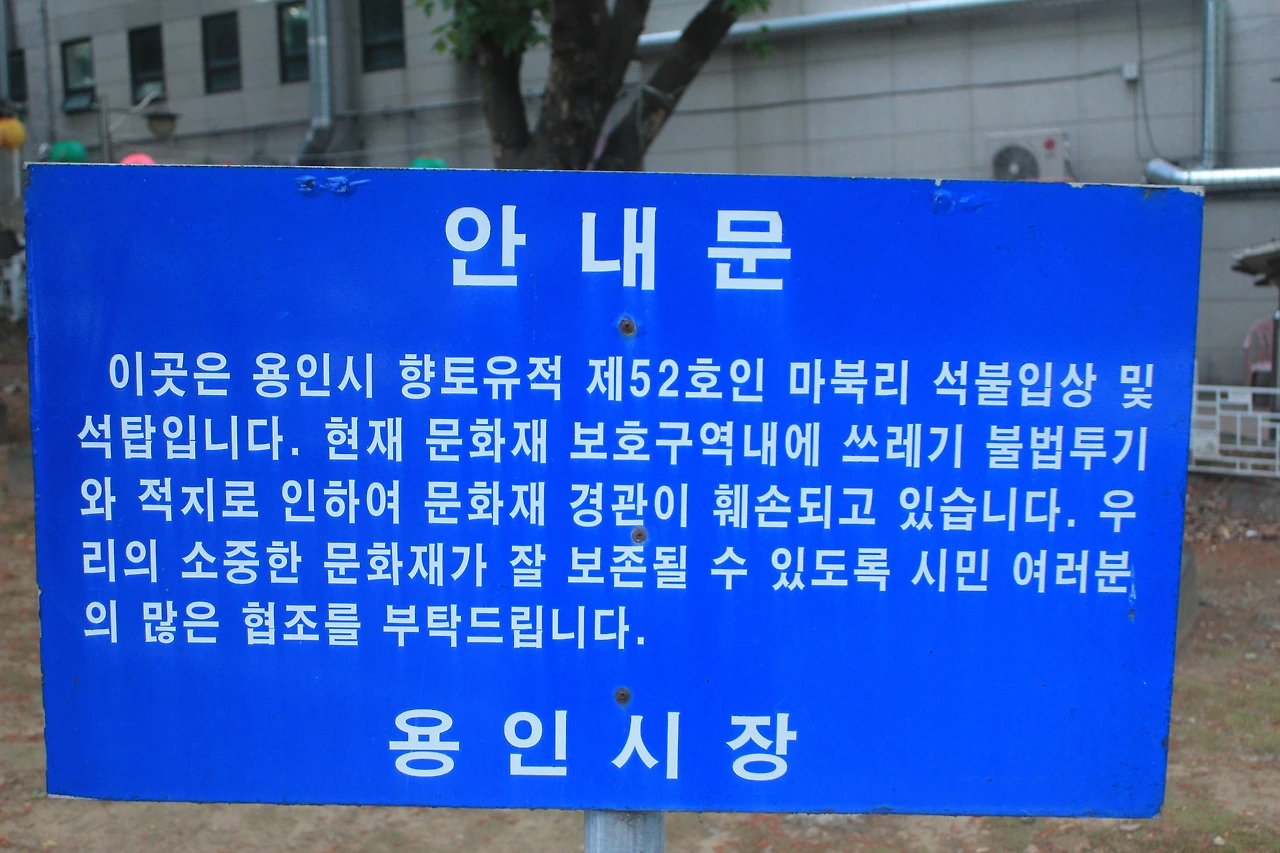 안내문
이곳은 용인시 향토유적 제52호인 마북리 석불입상 및
석탑입니다. 현재 문화재 보호구역내에 쓰레기 불법투기
와 적지로 인하여 문화재 경관이 훼손되고 있습니다. 우
리의 소중한 문화재가 잘 보존될 수 있도록 시민 여러분
의 많은 협조를 부탁드립니다.
용인시장